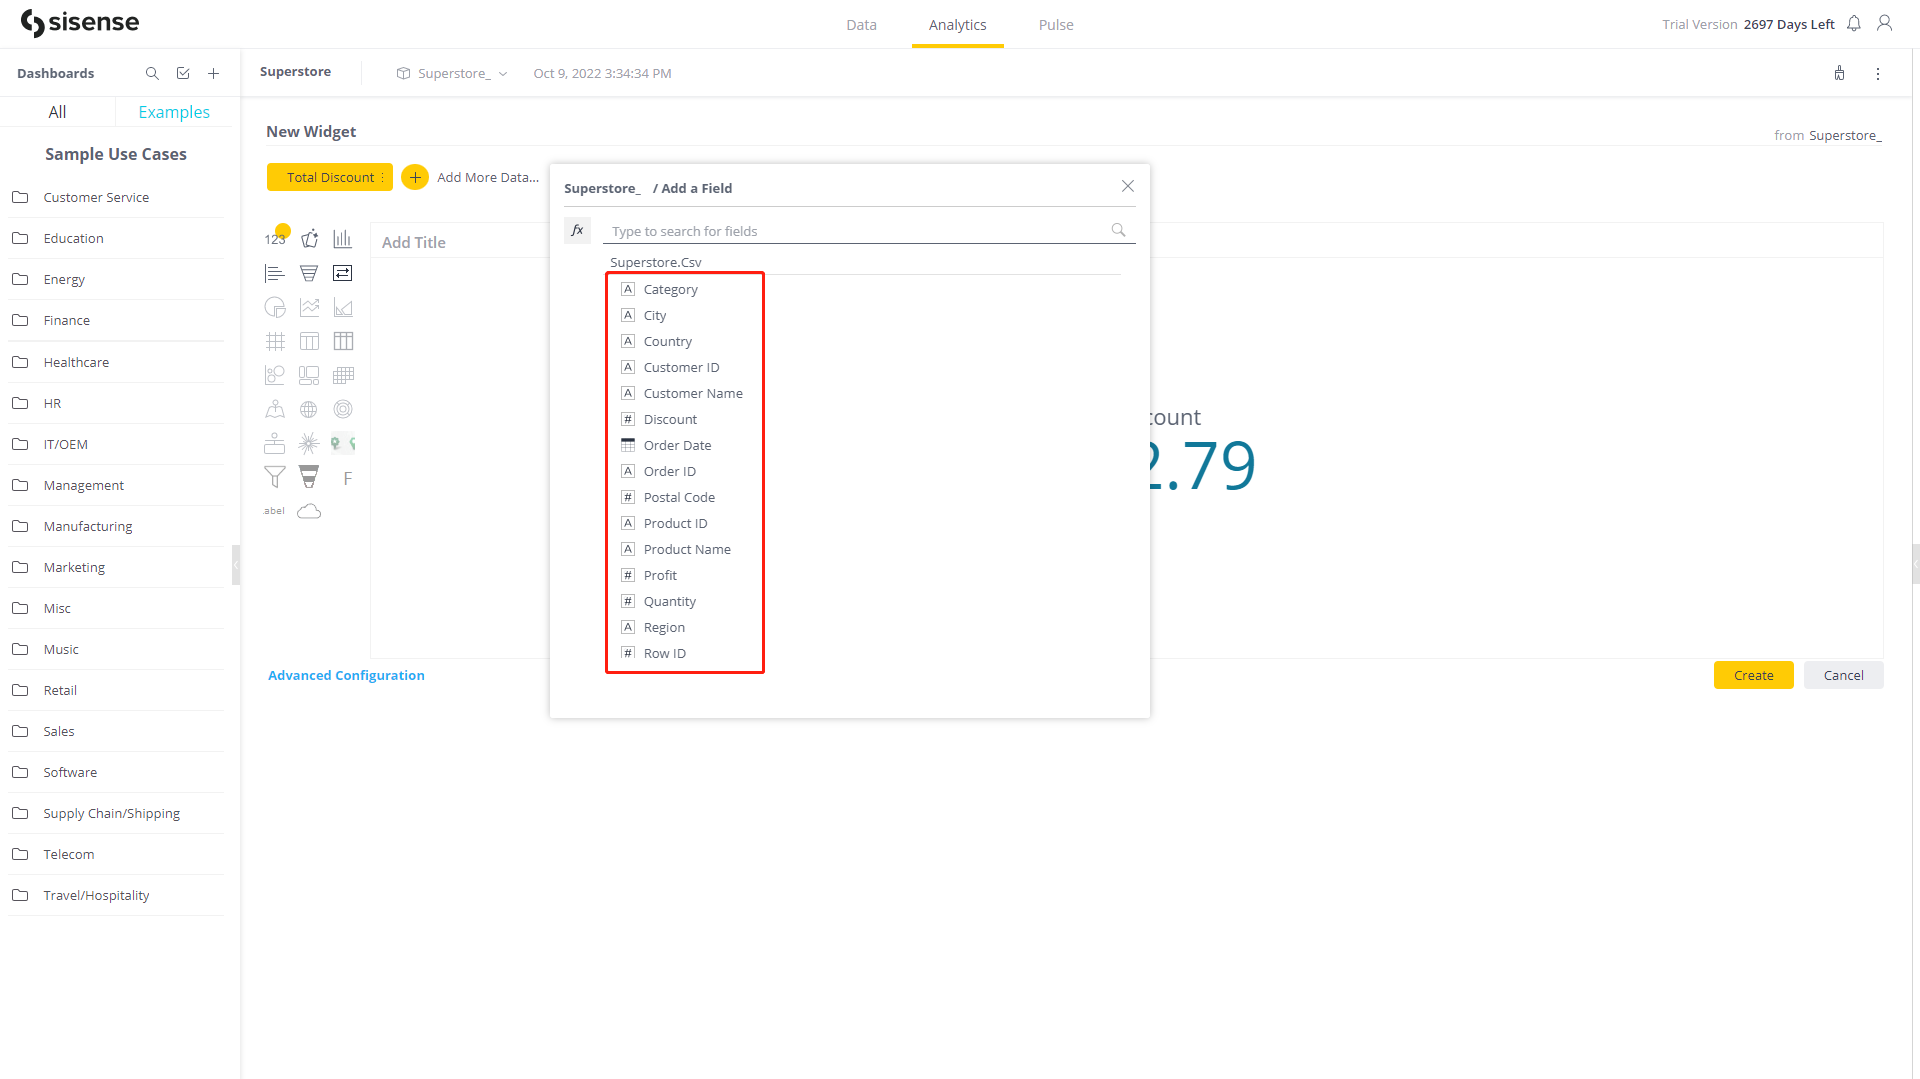 sisense
Data
Analytics
Pulse
Trial Version 2697 Days Left
Dashboards
Superstore
Superstore_
Oct 9, 2022 3:34:34 PM
All
Examples
Sample Use Cases
Customer Service
Education
Energy
Finance
Healthcare
HR
IT/OEM
Management
Manufacturing
Marketing
Misc
Music
Retail
Sales
Software
Supply Chain/Shipping
Telecom
Travel/Hospitality
New Widget
from Superstore_
Total Discount
Add More Data...
123
F
abel
Add Title
Superstore_ / Add a Field
fx
Type to search for fields
Superstore.Csv
A Category
A City
A Country
A Customer ID
A Customer Name
# Discount
Order Date
A Order ID
# Postal Code
A Product ID
A Product Name
# Profit
# Quantity
A Region
# Row ID
count
2.79
Advanced Configuration
Create
Cancel